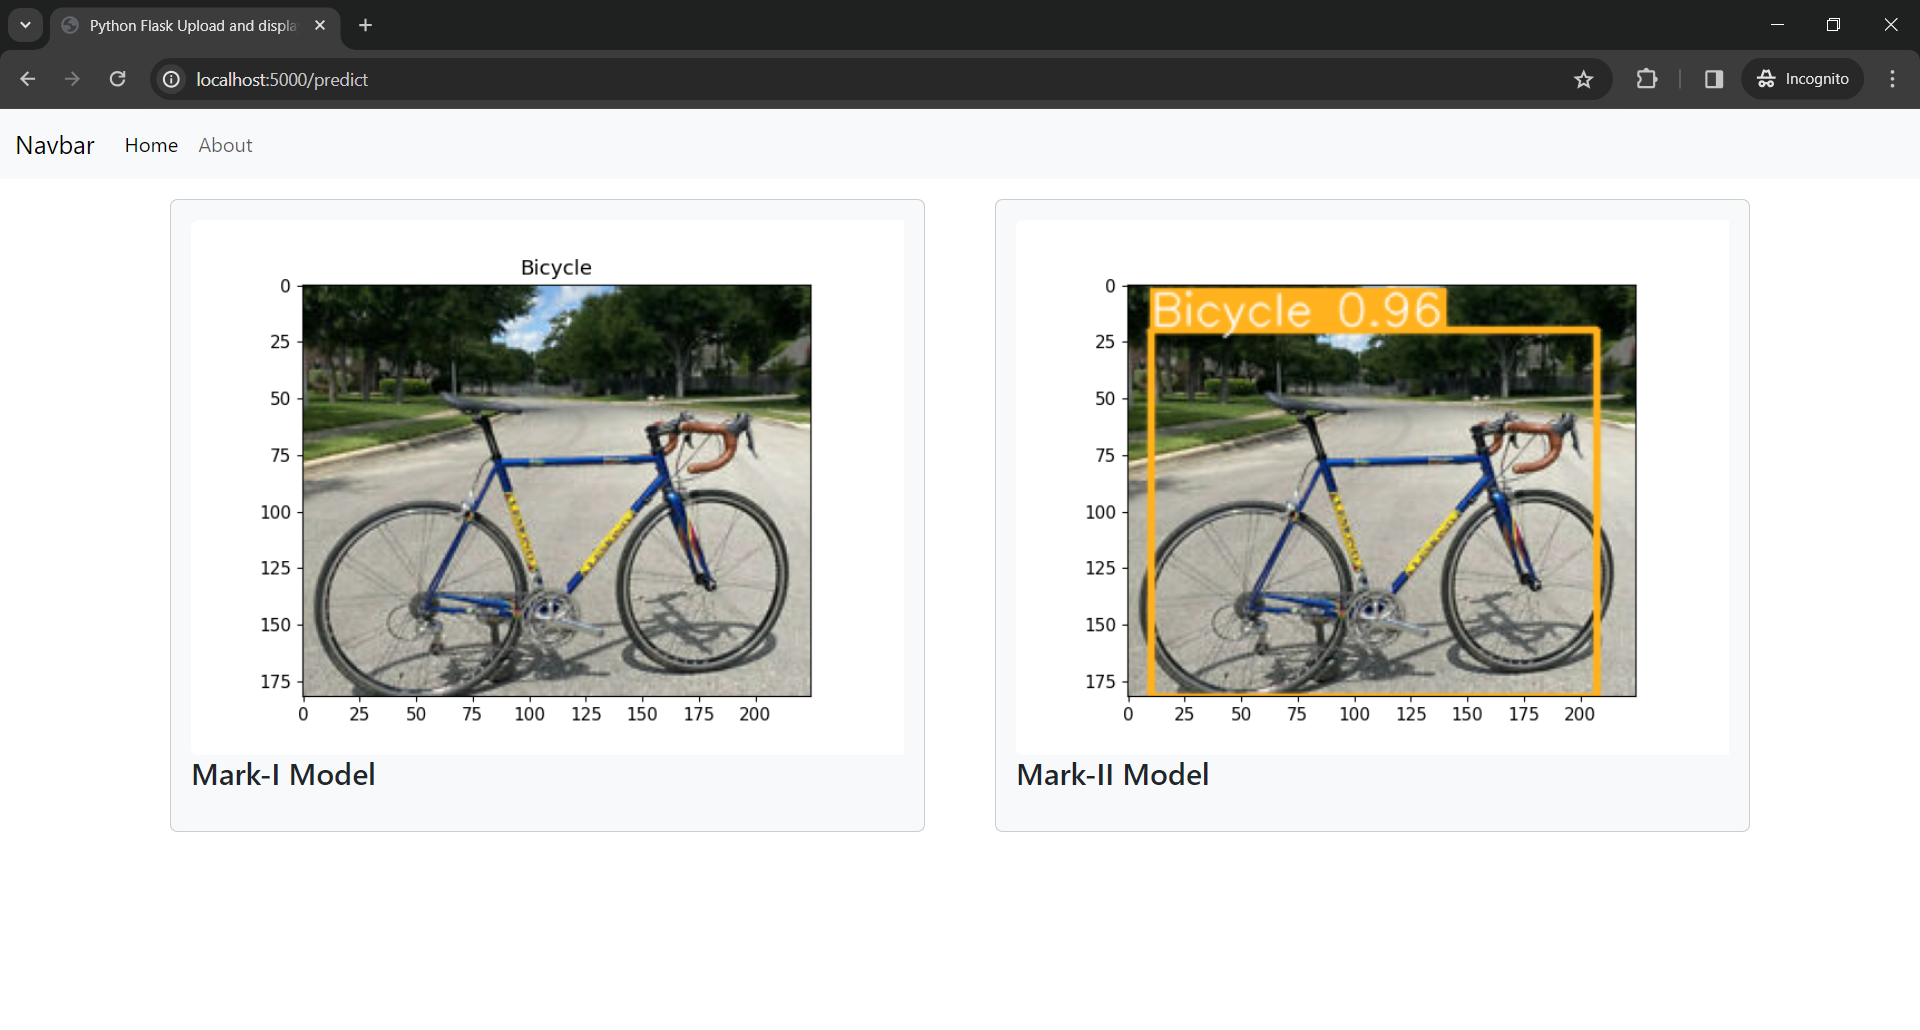 Python Flask Upload and displa
localhost:5000/predict
Incognito
Navbar Home About
Bicycle
0
25
50
75
100
125
150
175
0 25 50 75 100 125 150 175 200
Mark-I Model
Bicycle 0.96
0
25
50
75
100
125
150
175
0 25 50 75 100 125 150 175 200
Mark-II Model